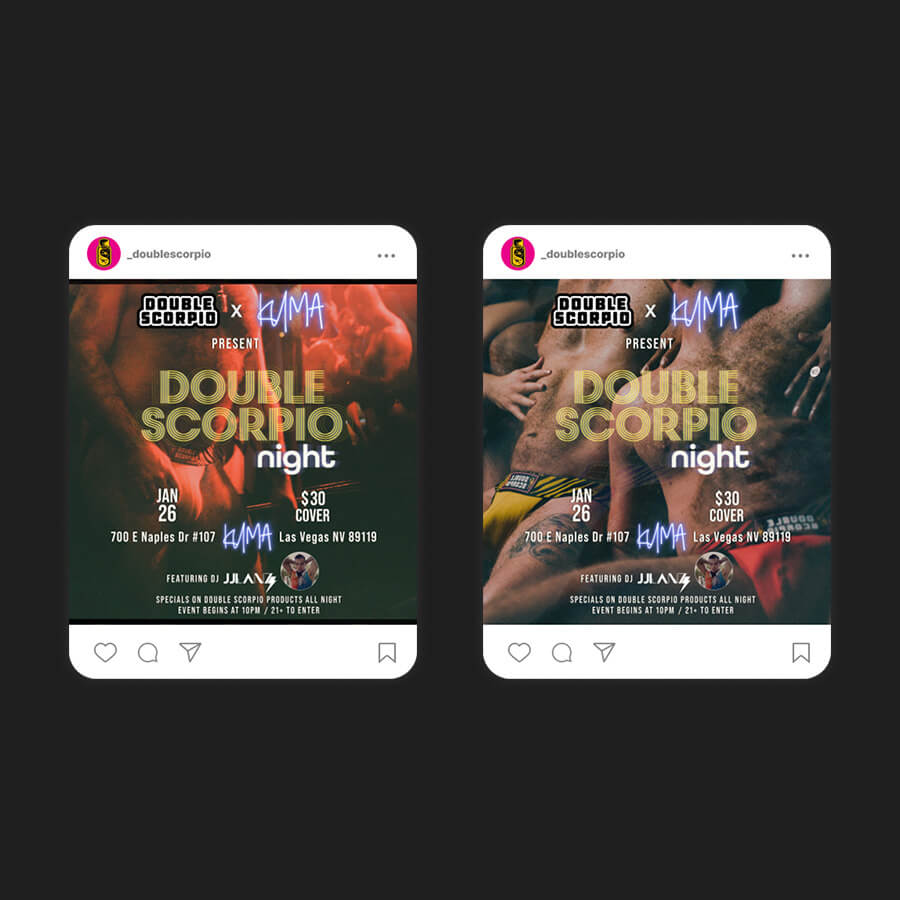 _doublescorpio
DOUBLE
SCORPIO
X
KUMA
PRESENT
DOUBLE
SCORPIO
night
JAN
26
$30
COVER
700 E Naples Dr #107 KUMA Las Vegas NV 89119
FEATURING DJ JJLANZ
SPECIALS ON DOUBLE SCORPIO PRODUCTS ALL NIGHT
EVENT BEGINS AT 10PM / 21+ TO ENTER
_doublescorpio
DOUBLE
SCORPIO
X
KUMA
PRESENT
DOUBLE
SCORPIO
night
JAN
26
$30
COVER
700 E Naples Dr #107 KUMA Las Vegas NV 89119
FEATURING DJ JJLANZ
SPECIALS ON DOUBLE SCORPIO PRODUCTS ALL NIGHT
EVENT BEGINS AT 10PM / 21+ TO ENTER